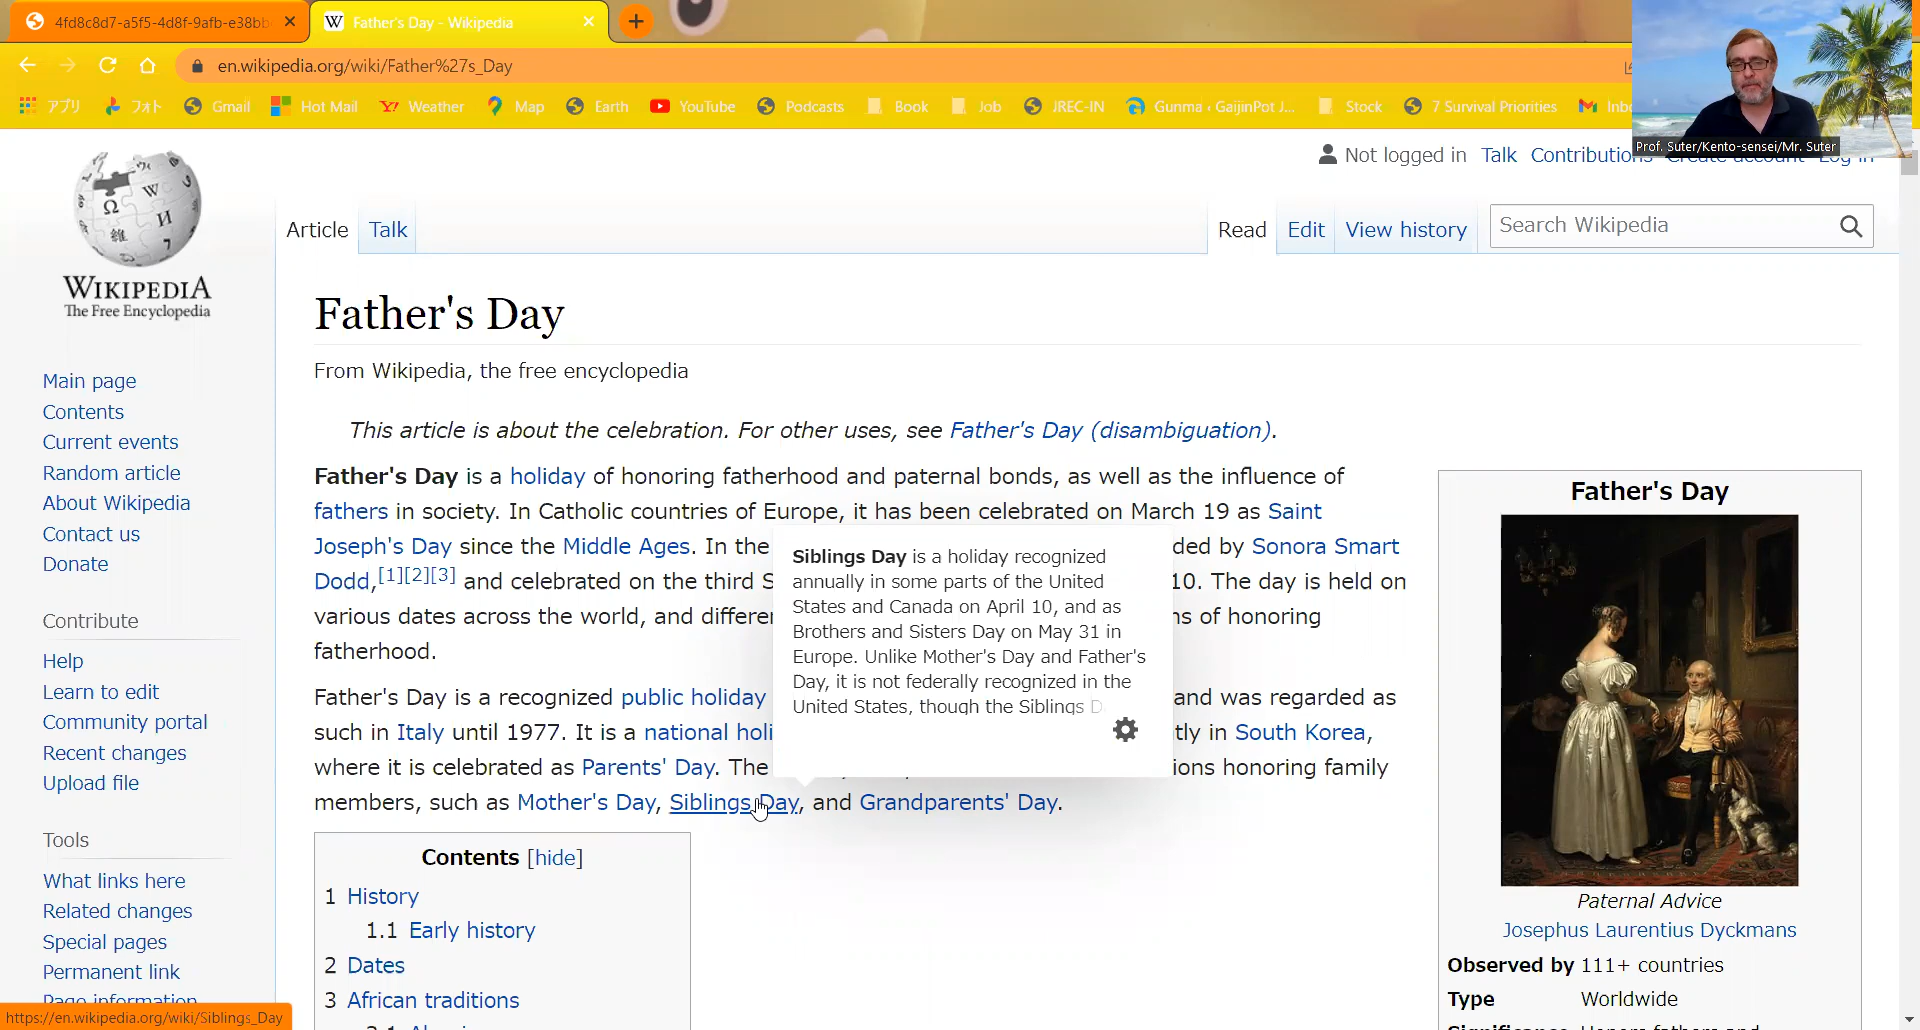 4fd8c8d7-a5f5-4d8f-9afb-e38bb
Father's Day - Wikipedia
en.wikipedia.org/wiki/Father%27s_Day
アプリ フォト Gmail Hot Mail Weather Map Earth YouTube Podcasts Book Job JREC-IN Gunma ‹ GaijinPot J... Stock 7 Survival Priorities
Prof. Suter/Kento-sensei/Mr. Suter
Not logged in Talk Contributions Create account Log in
Article Talk Read Edit View history Search Wikipedia
WIKIPEDIA
The Free Encyclopedia
Main page
Contents
Current events
Random article
About Wikipedia
Contact us
Donate
Contribute
Help
Learn to edit
Community portal
Recent changes
Upload file
Tools
What links here
Related changes
Special pages
Permanent link
Page information
Father's Day
From Wikipedia, the free encyclopedia
This article is about the celebration. For other uses, see Father's Day (disambiguation).
Father's Day is a holiday of honoring fatherhood and paternal bonds, as well as the influence of
fathers in society. In Catholic countries of Europe, it has been celebrated on March 19 as Saint
Joseph's Day since the Middle Ages. In the ded by Sonora Smart
Dodd,[1][2][3] and celebrated on the third S 10. The day is held on
various dates across the world, and differen ns of honoring
fatherhood.
Father's Day is a recognized public holiday and was regarded as
such in Italy until 1977. It is a national holi tly in South Korea,
where it is celebrated as Parents' Day. The ions honoring family
members, such as Mother's Day, Siblings Day, and Grandparents' Day.
Siblings Day is a holiday recognized
annually in some parts of the United
States and Canada on April 10, and as
Brothers and Sisters Day on May 31 in
Europe. Unlike Mother's Day and Father's
Day, it is not federally recognized in the
United States, though the Siblings D
Contents [hide]
1 History
1.1 Early history
2 Dates
3 African traditions
Father's Day
Paternal Advice
Josephus Laurentius Dyckmans
Observed by 111+ countries
Type Worldwide
https://en.wikipedia.org/wiki/Siblings_Day